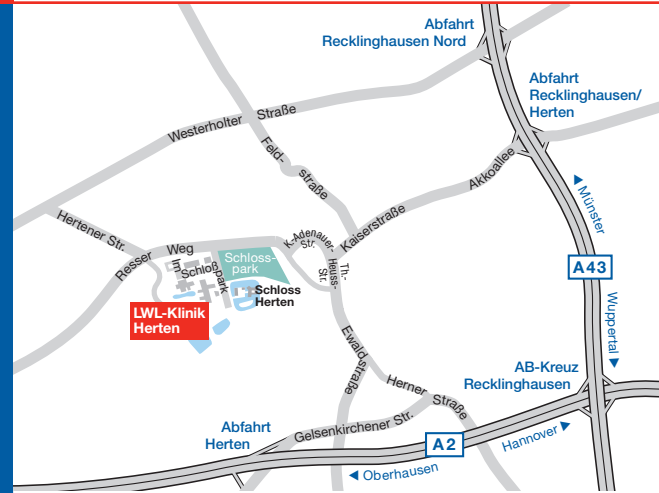 Abfahrt
Recklinghausen Nord
Abfahrt
Recklinghausen/
Herten
Westerholter Straße
Feld-
straße
Akkoallee
Münster
Kaiserstraße
Hertener Str.
Resser Weg
K-Adenauer-
Str.
Th.-
Heuss-
Str.
Im Schloßpark
Schloss-
park
Schloss
Herten
A43
LWL-Klinik
Herten
Wuppertal
Ewaldstraße
AB-Kreuz
Recklinghausen
Herner Straße
Abfahrt
Herten
Gelsenkirchener Str.
A2
Hannover
Oberhausen